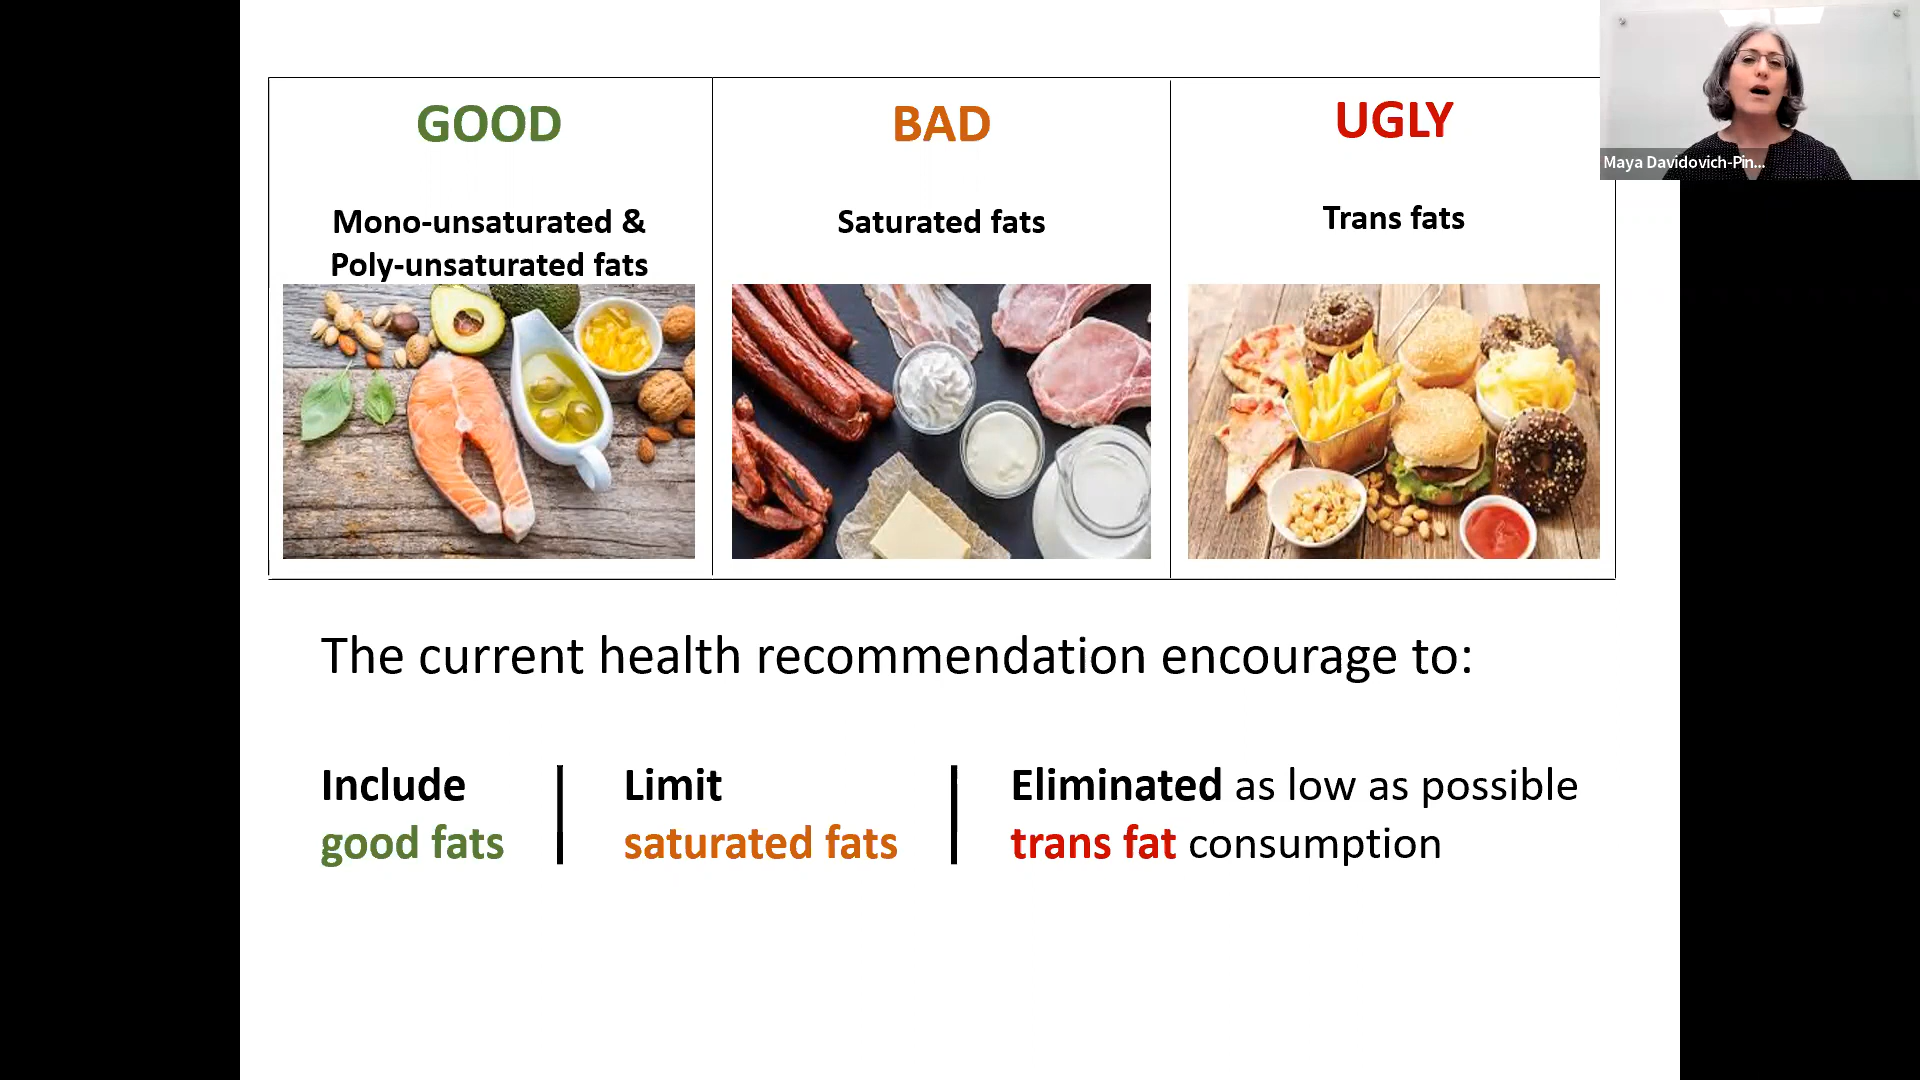 GOOD
BAD
UGLY
Mono-unsaturated &
Poly-unsaturated fats
Saturated fats
Trans fats
Maya Davidovich-Pin...
The current health recommendation encourage to:
Include
good fats
Limit
saturated fats
Eliminated as low as possible
trans fat consumption